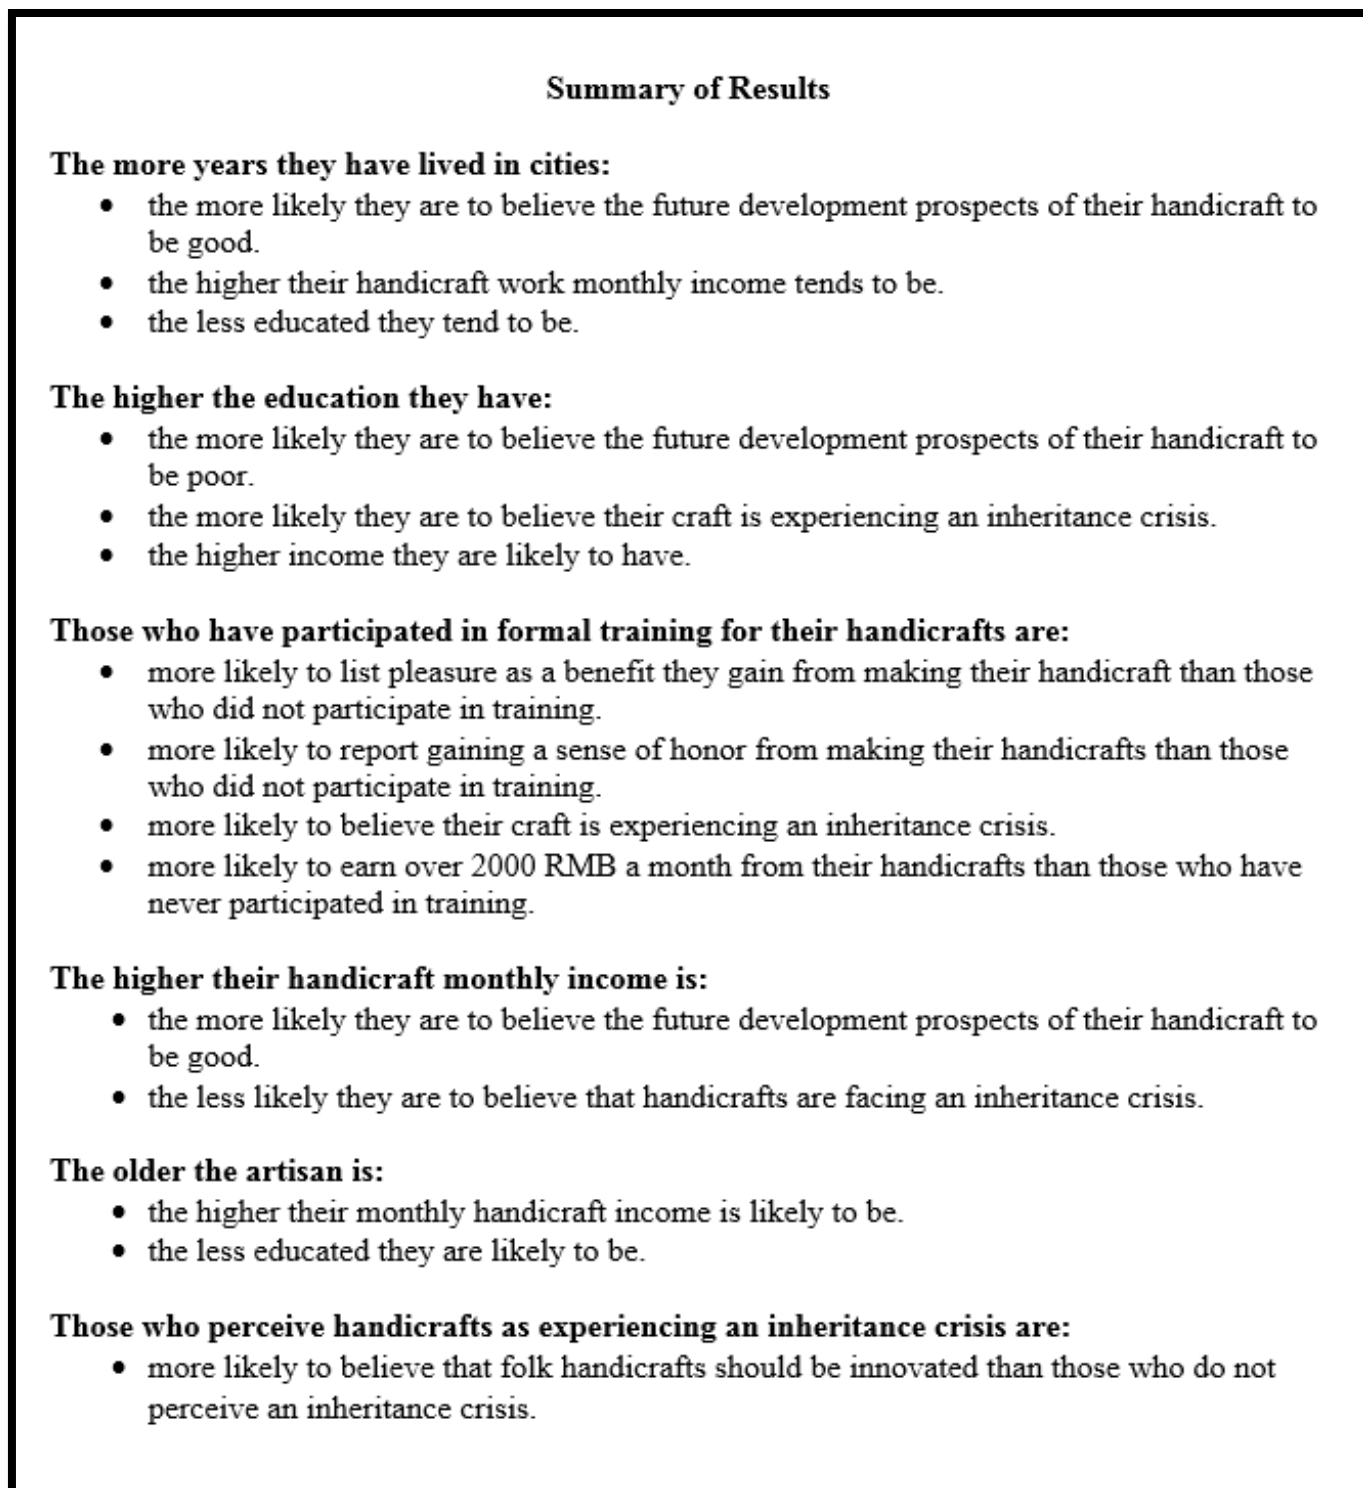 Summary of Results
The more years they have lived in cities:
• the more likely they are to believe the future development prospects of their handicraft to
be good.
• the higher their handicraft work monthly income tends to be.
• the less educated they tend to be.
The higher the education they have:
• the more likely they are to believe the future development prospects of their handicraft to
be poor.
• the more likely they are to believe their craft is experiencing an inheritance crisis.
• the higher income they are likely to have.
Those who have participated in formal training for their handicrafts are:
• more likely to list pleasure as a benefit they gain from making their handicraft than those
who did not participate in training.
• more likely to report gaining a sense of honor from making their handicrafts than those
who did not participate in training.
• more likely to believe their craft is experiencing an inheritance crisis.
• more likely to earn over 2000 RMB a month from their handicrafts than those who have
never participated in training.
The higher their handicraft monthly income is:
• the more likely they are to believe the future development prospects of their handicraft to
be good.
• the less likely they are to believe that handicrafts are facing an inheritance crisis.
The older the artisan is:
• the higher their monthly handicraft income is likely to be.
• the less educated they are likely to be.
Those who perceive handicrafts as experiencing an inheritance crisis are:
• more likely to believe that folk handicrafts should be innovated than those who do not
perceive an inheritance crisis.